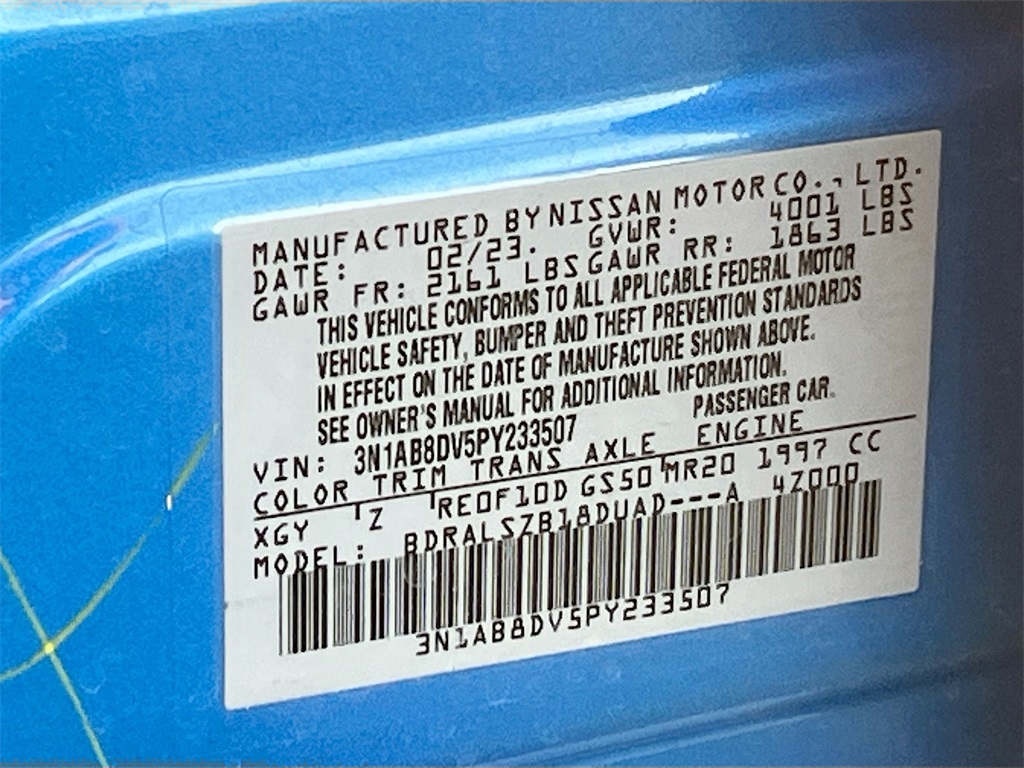 MANUFACTURED BY NISSAN MOTOR CO., LTD.
DATE: 02/23. GVWR: 4001 LBS
GAWR FR: 2161 LBS GAWR RR: 1863 LBS
THIS VEHICLE CONFORMS TO ALL APPLICABLE FEDERAL MOTOR
VEHICLE SAFETY, BUMPER AND THEFT PREVENTION STANDARDS
IN EFFECT ON THE DATE OF MANUFACTURE SHOWN ABOVE.
SEE OWNER'S MANUAL FOR ADDITIONAL INFORMATION.
VIN: 3N1AB8DV5PY233507 PASSENGER CAR.
COLOR TRIM TRANS AXLE ENGINE
XGY Z RE0F10D GS50 MR20 1997 CC
MODEL: BDRALSZB18DUAD---A 4Z000
3N1AB8DV5PY233507